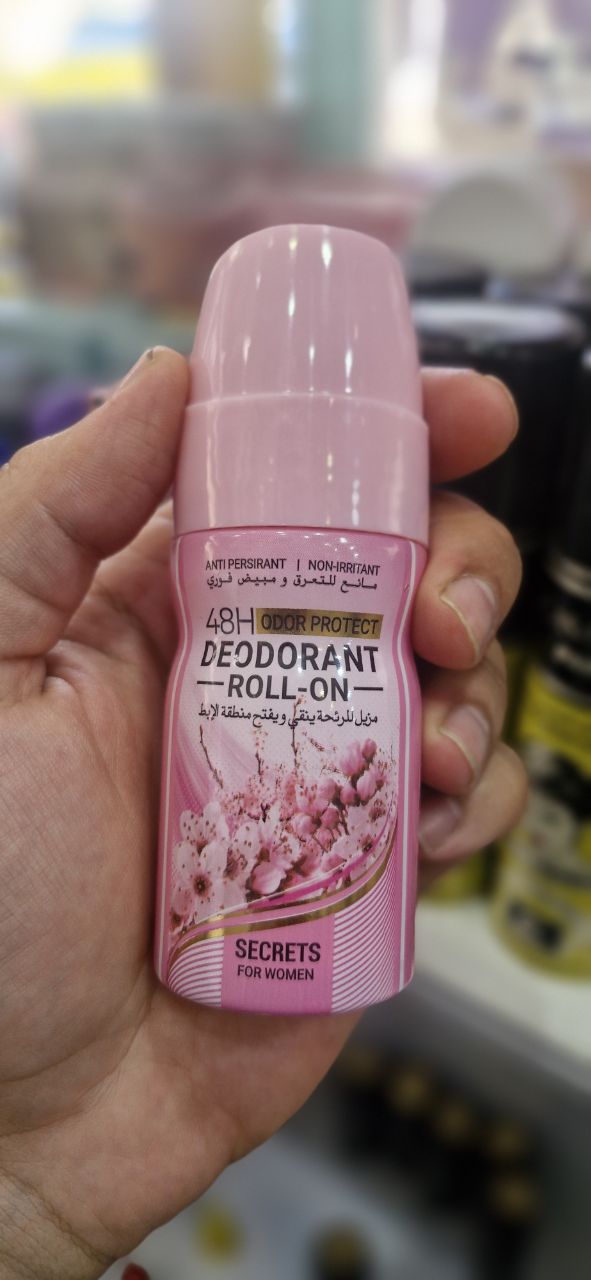 ANTI PERSIRANT | NON-IRRITANT
مانع للتعرق و مبيض فوري
48H ODOR PROTECT
DEODORANT
ROLL-ON
مزيل للرئحة ينقي ويفتح منطقة الإبط
SECRETS
FOR WOMEN